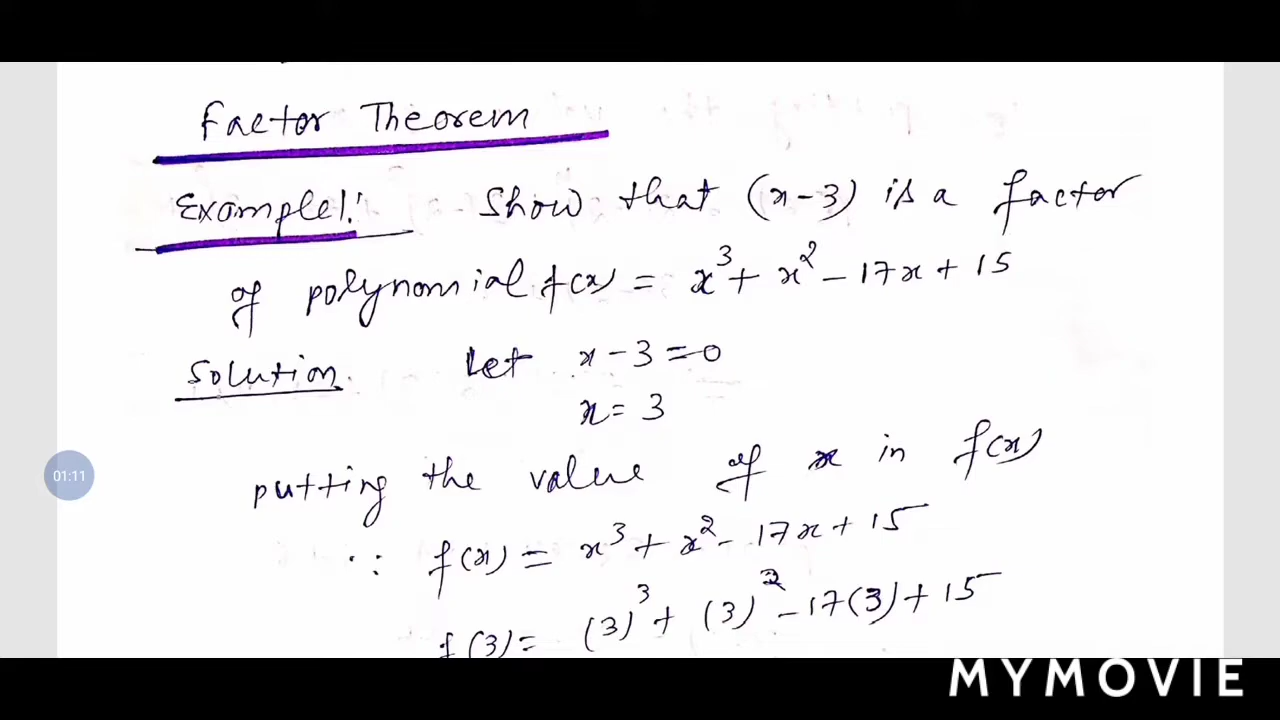 Factor Theorem
Example1:' Show that (x-3) is a factor
of polynomial f(x) = x³ + x² - 17x + 15
Solution. Let x - 3 = 0
x = 3
putting the value of x in f(x)
∵ f(x) = x³ + x² - 17x + 15
f(3) = (3)³ + (3)² - 17(3) + 15
01:11
MYMOVIE